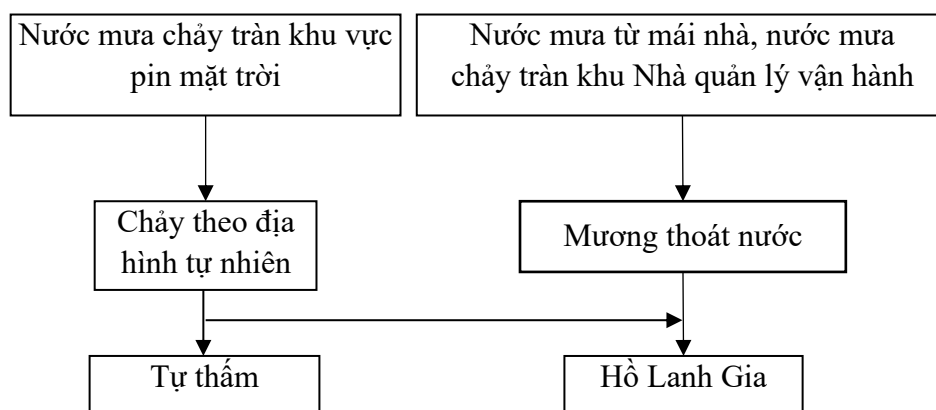 Nước mưa chảy tràn khu vực
pin mặt trời
Nước mưa từ mái nhà, nước mưa
chảy tràn khu Nhà quản lý vận hành
Chảy theo địa
hình tự nhiên
Mương thoát nước
Tự thấm
Hồ Lanh Gia